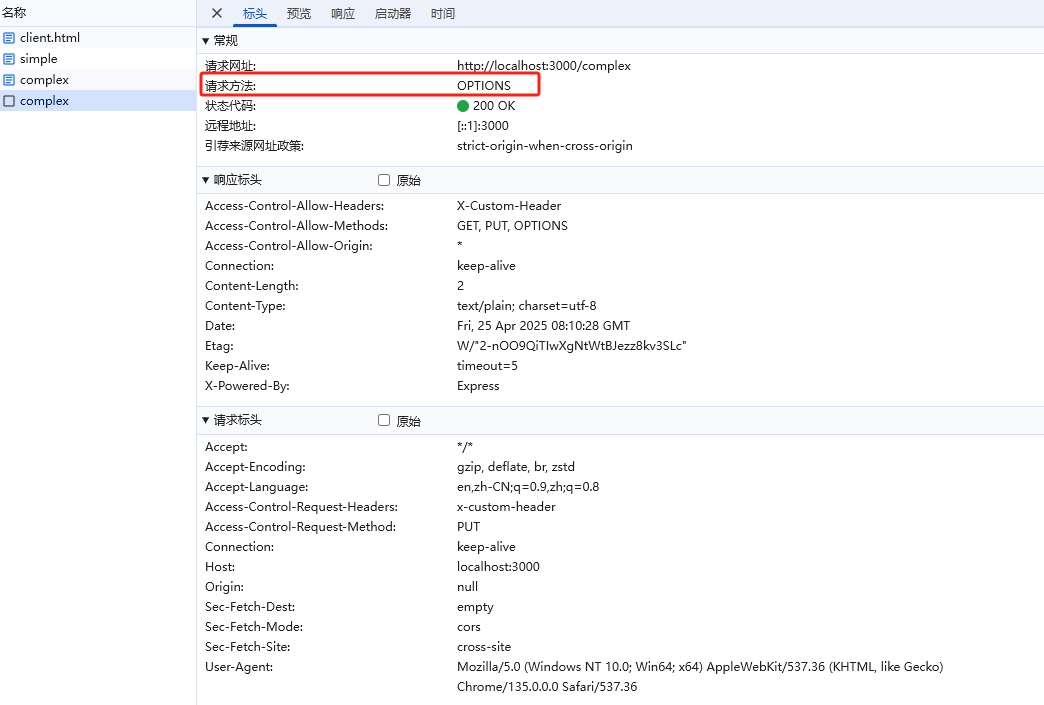 名称
client.html
simple
complex
complex
标头 预览 响应 启动器 时间
常规
请求网址: http://localhost:3000/complex
请求方法: OPTIONS
状态代码: 200 OK
远程地址: [::1]:3000
引荐来源网址政策: strict-origin-when-cross-origin
响应标头 原始
Access-Control-Allow-Headers: X-Custom-Header
Access-Control-Allow-Methods: GET, PUT, OPTIONS
Access-Control-Allow-Origin: *
Connection: keep-alive
Content-Length: 2
Content-Type: text/plain; charset=utf-8
Date: Fri, 25 Apr 2025 08:10:28 GMT
Etag: W/"2-nOO9QiTIwXgNtWtBJezz8kv3SLc"
Keep-Alive: timeout=5
X-Powered-By: Express
请求标头 原始
Accept: */*
Accept-Encoding: gzip, deflate, br, zstd
Accept-Language: en,zh-CN;q=0.9,zh;q=0.8
Access-Control-Request-Headers: x-custom-header
Access-Control-Request-Method: PUT
Connection: keep-alive
Host: localhost:3000
Origin: null
Sec-Fetch-Dest: empty
Sec-Fetch-Mode: cors
Sec-Fetch-Site: cross-site
User-Agent: Mozilla/5.0 (Windows NT 10.0; Win64; x64) AppleWebKit/537.36 (KHTML, like Gecko)
Chrome/135.0.0.0 Safari/537.36